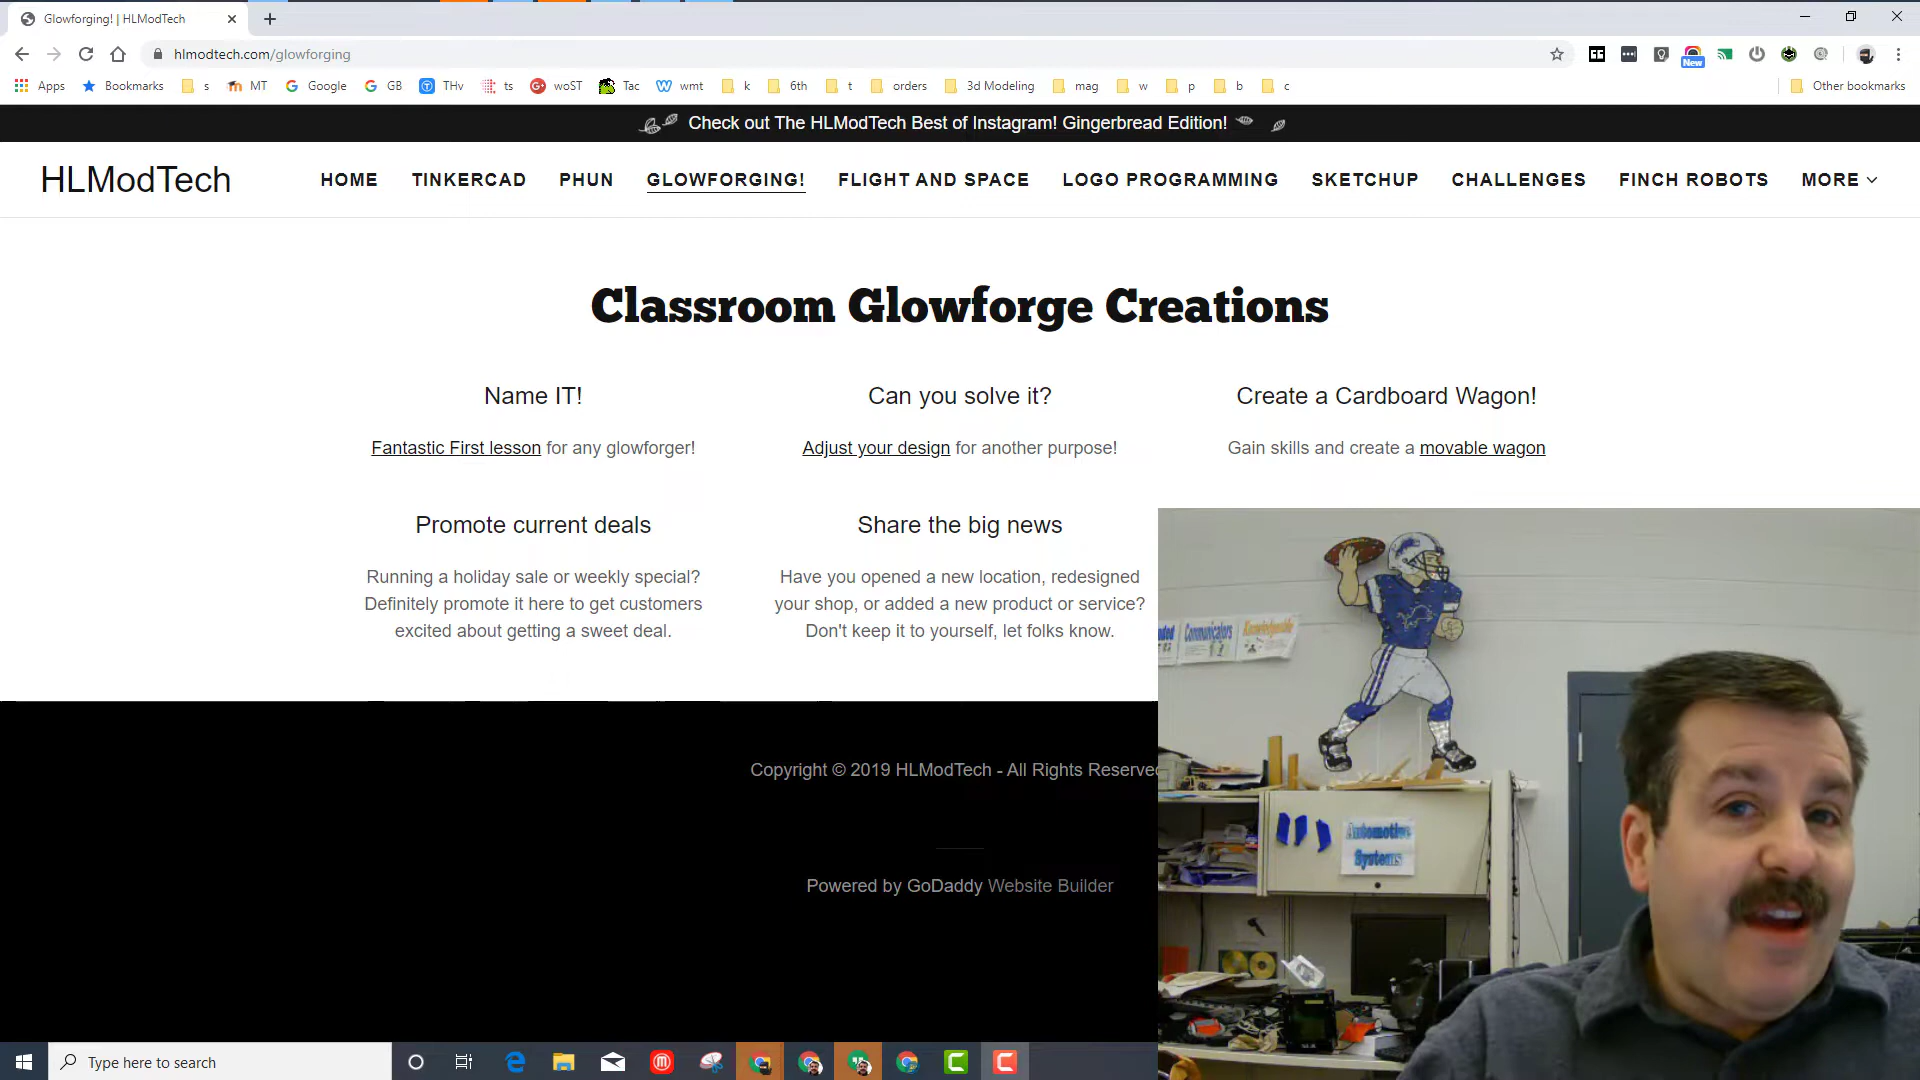 Glowforging! | HLModTech
hlmodtech.com/glowforging
New
Apps Bookmarks s MT Google GB THv ts woST Tac wmt k 6th t orders 3d Modeling mag w p b c Other bookmarks
Check out The HLModTech Best of Instagram! Gingerbread Edition!
HLModTech
HOME TINKERCAD PHUN GLOWFORGING! FLIGHT AND SPACE LOGO PROGRAMMING SKETCHUP CHALLENGES FINCH ROBOTS MORE
Classroom Glowforge Creations
Name IT!
Fantastic First lesson for any glowforger!
Can you solve it?
Adjust your design for another purpose!
Create a Cardboard Wagon!
Gain skills and create a movable wagon
Promote current deals
Running a holiday sale or weekly special?
Definitely promote it here to get customers
excited about getting a sweet deal.
Share the big news
Have you opened a new location, redesigned
your shop, or added a new product or service?
Don't keep it to yourself, let folks know.
Communicators
Knowledgeable
Automotive
Systems
Copyright © 2019 HLModTech - All Rights Reserved
Powered by GoDaddy Website Builder
Type here to search